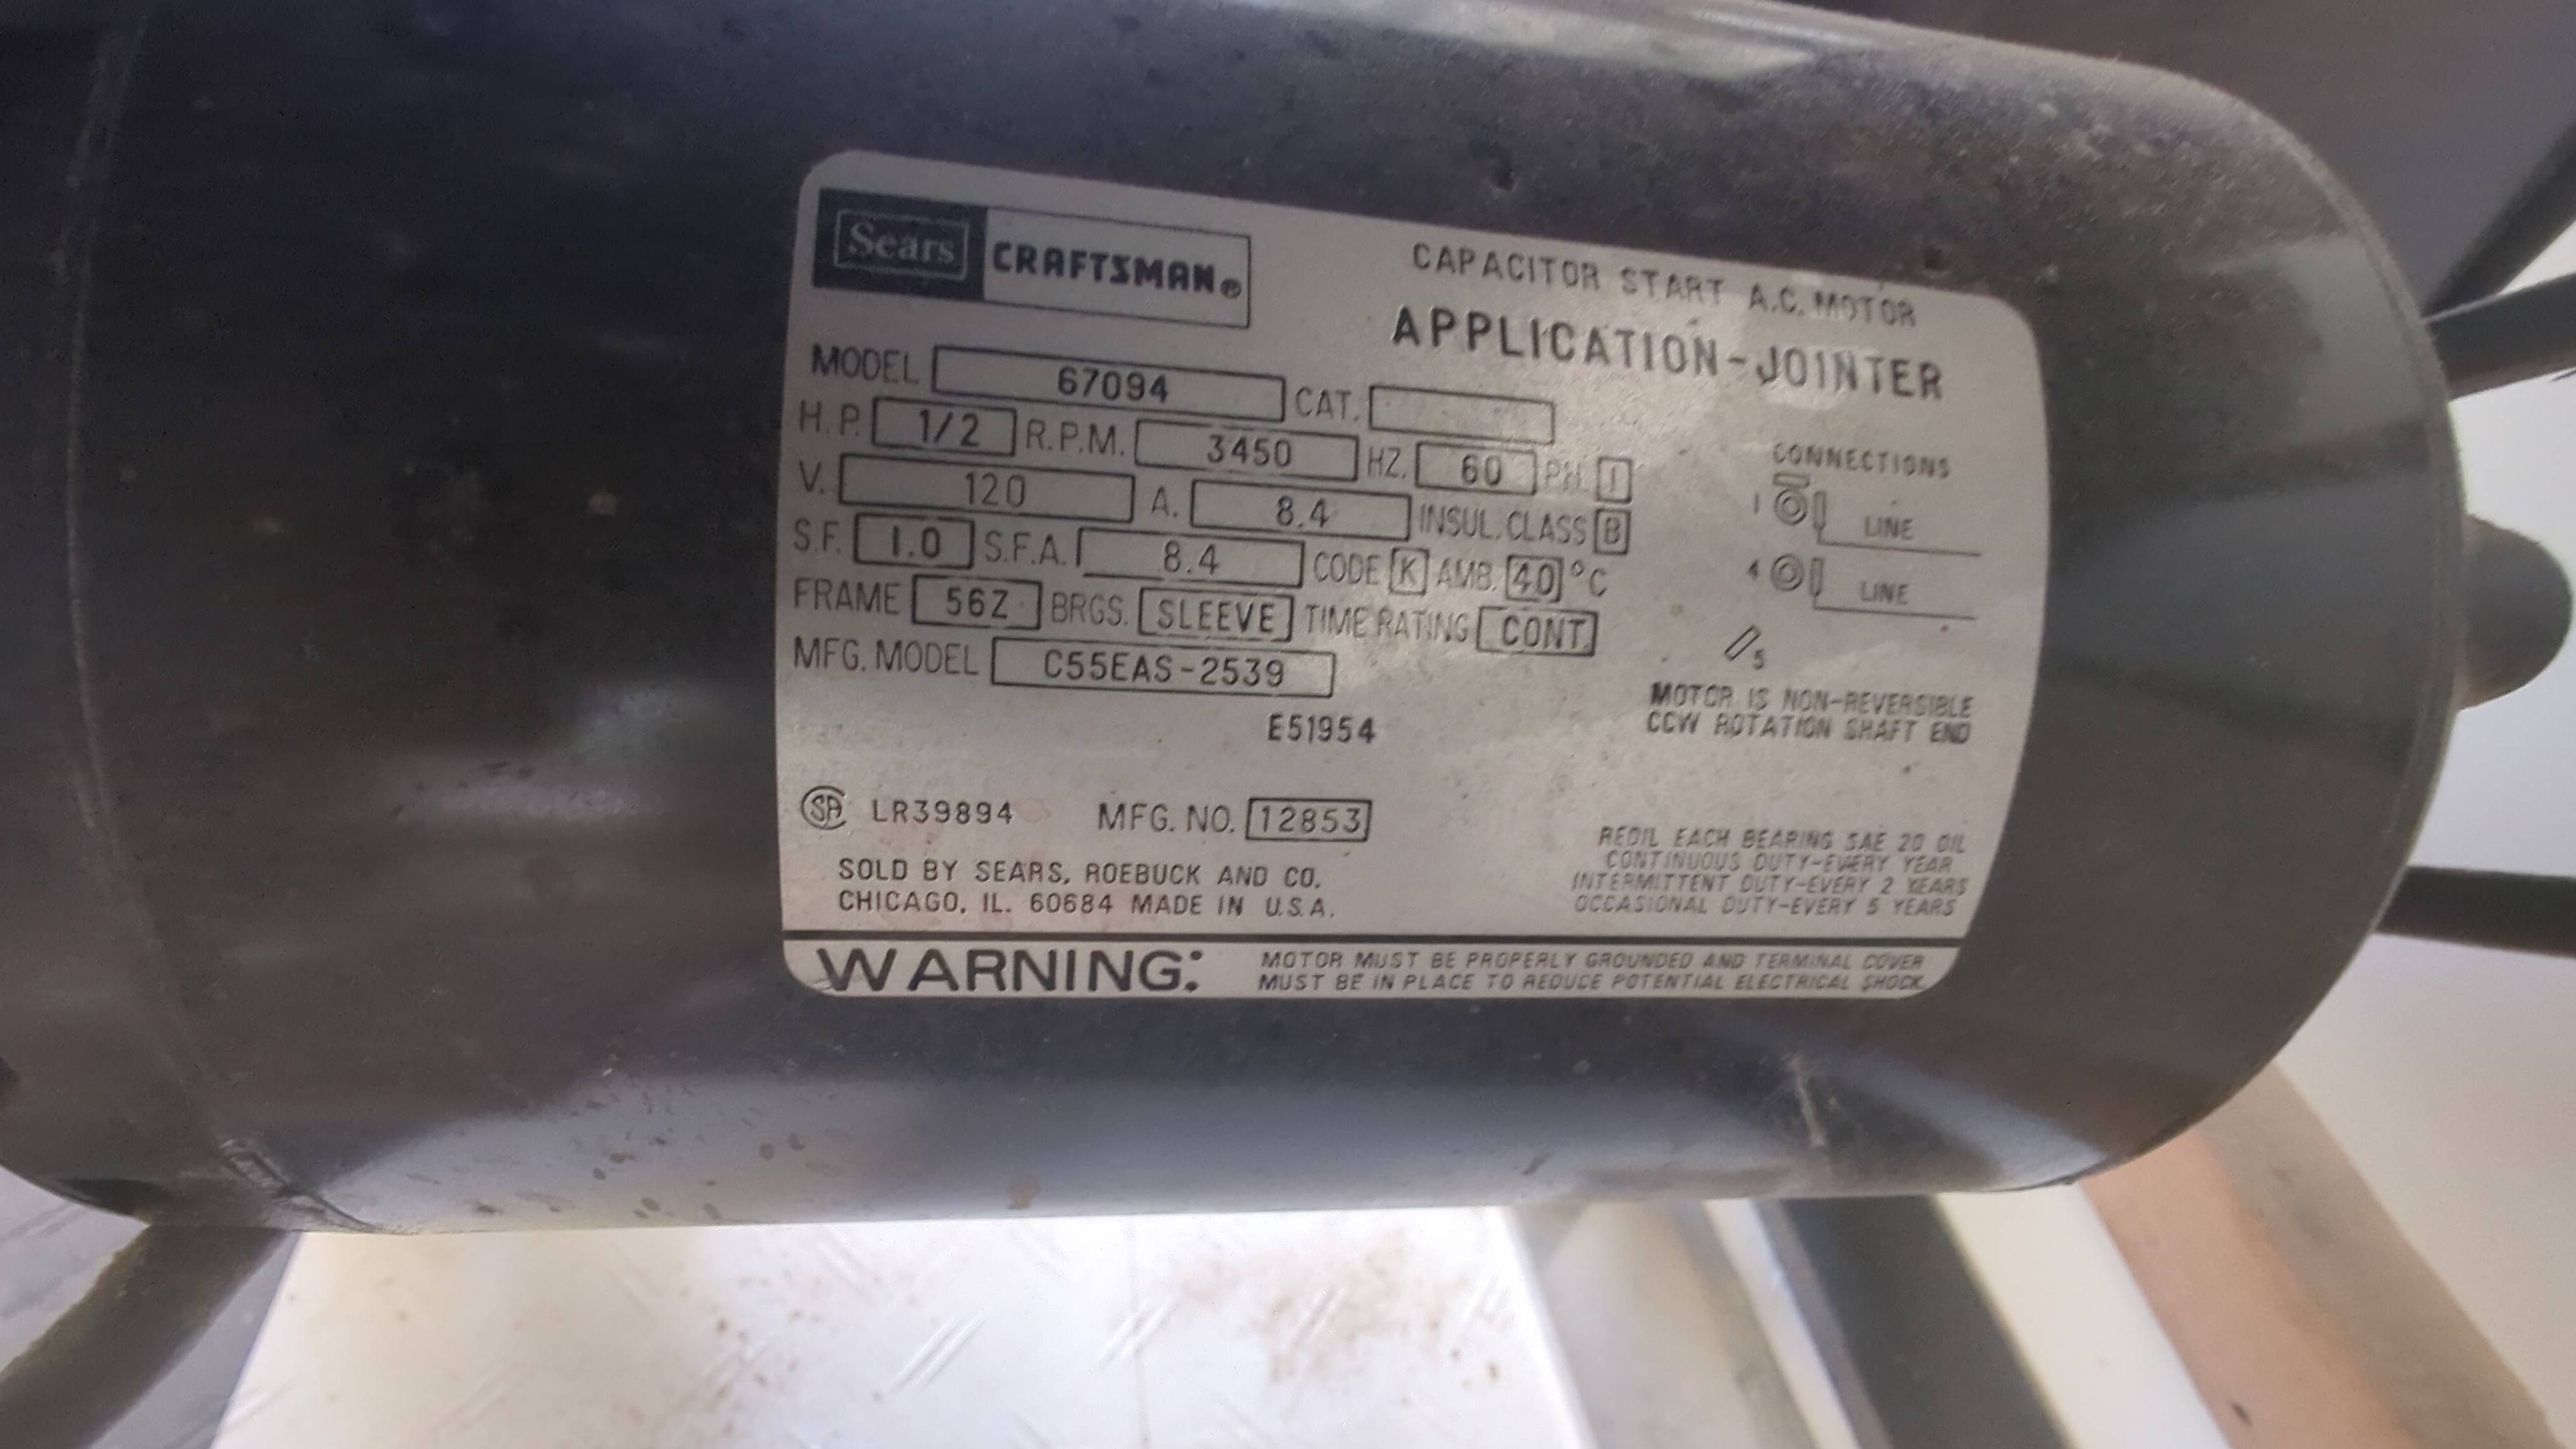 Sears CRAFTSMAN®
CAPACITOR START A.C. MOTOR
APPLICATION-JOINTER
MODEL 67094 CAT.
H.P. 1/2 R.P.M. 3450 HZ. 60 PH. 1
V. 120 A. 8.4 INSUL. CLASS B
S.F. 1.0 S.F.A. 8.4 CODE K AMB. 40 °C
FRAME 56Z BRGS. SLEEVE TIME RATING CONT.
MFG. MODEL C55EAS-2539
E51954
CONNECTIONS
1 LINE
4 LINE
5
MOTOR IS NON-REVERSIBLE
CCW ROTATION SHAFT END
SA LR39894 MFG. NO. 12853
SOLD BY SEARS, ROEBUCK AND CO.
CHICAGO, IL. 60684 MADE IN U.S.A.
REOIL EACH BEARING SAE 20 OIL
CONTINUOUS DUTY-EVERY YEAR
INTERMITTENT DUTY-EVERY 2 YEARS
OCCASIONAL DUTY-EVERY 5 YEARS
WARNING: MOTOR MUST BE PROPERLY GROUNDED AND TERMINAL COVER
MUST BE IN PLACE TO REDUCE POTENTIAL ELECTRICAL SHOCK.